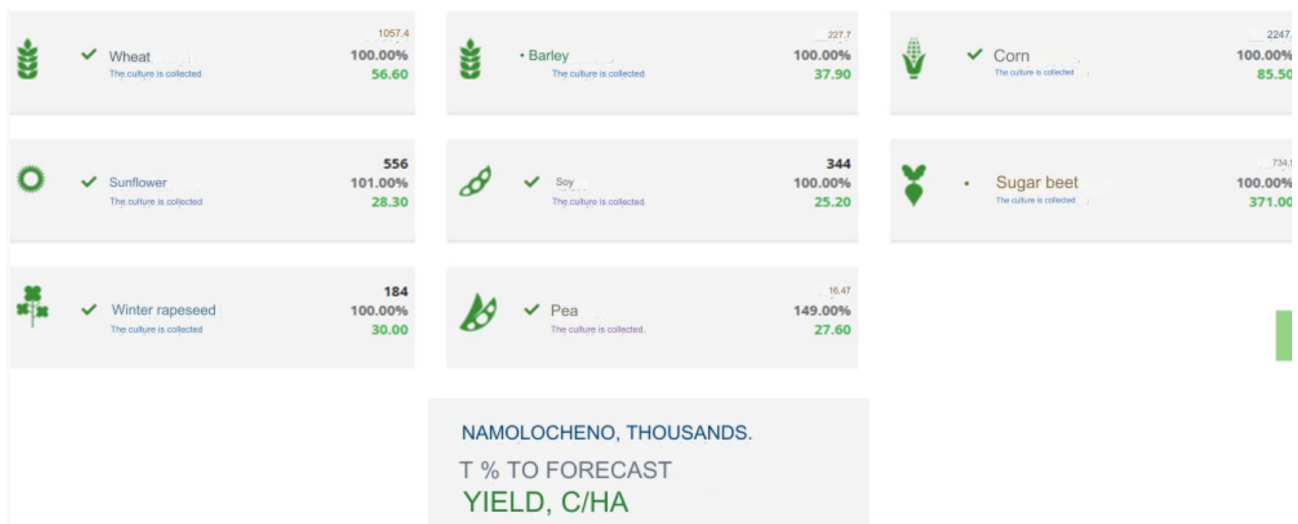 1057.4
Wheat 100.00%
The culture is collected 56.60
227.7
• Barley 100.00%
The culture is collected 37.90
2247.
Corn 100.00%
The culture is collected 85.50
556
Sunflower 101.00%
The culture is collected 28.30
344
Soy 100.00%
The culture is collected. 25.20
734.5
• Sugar beet 100.00%
The culture is collected 371.00
184
Winter rapeseed 100.00%
The culture is collected 30.00
16.47
Pea 149.00%
The culture is collected. 27.60
NAMOLOCHENO, THOUSANDS.
T % TO FORECAST
YIELD, C/HA